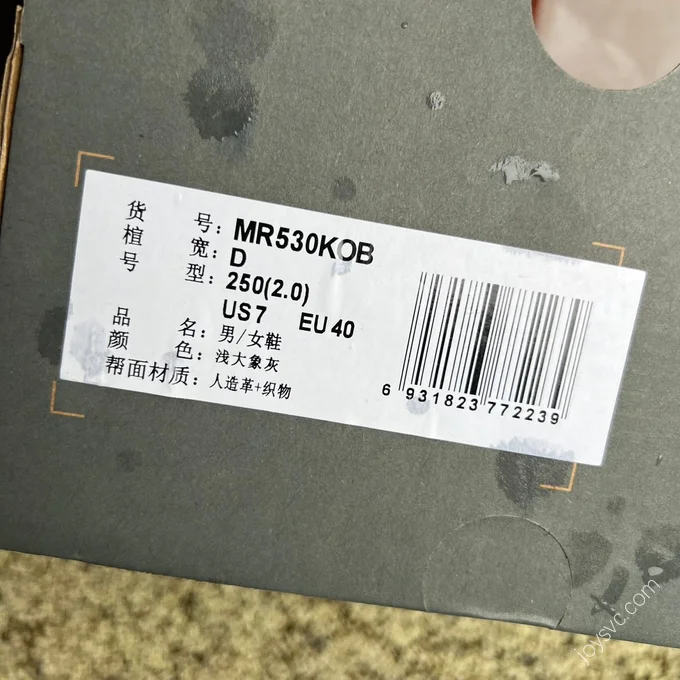 货 号: MR530KOB
楦 宽: D
号 型: 250(2.0)
US 7 EU 40
品 名: 男/女鞋
颜 色: 浅大象灰
帮面材质: 人造革+织物
6 931823 772239
joysvc.com